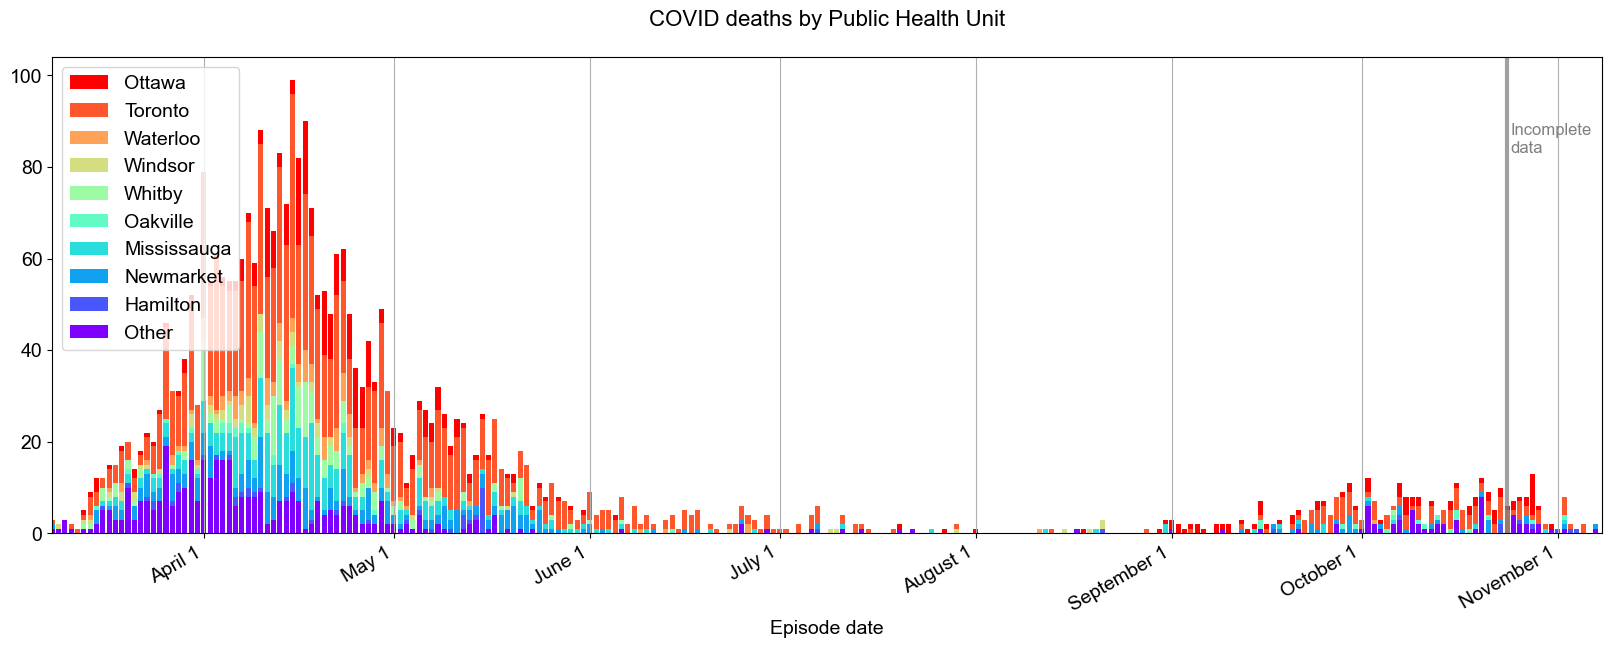 COVID deaths by Public Health Unit
100
80
60
40
20
0
Ottawa
Toronto
Waterloo
Windsor
Whitby
Oakville
Mississauga
Newmarket
Hamilton
Other
Incomplete
data
April 1
May 1
June 1
July 1
August 1
September 1
October 1
November 1
Episode date